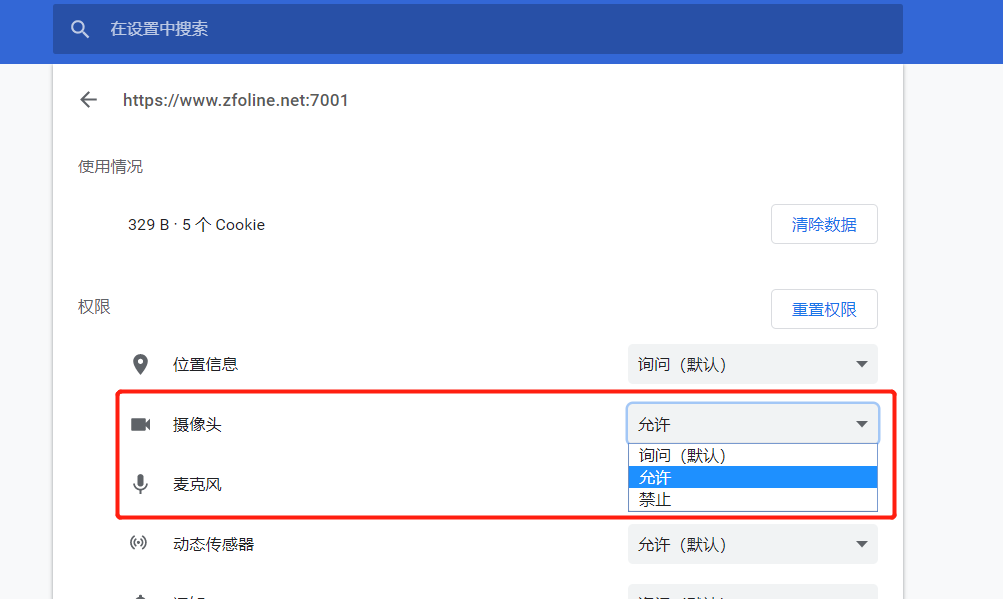 在设置中搜索
https://www.zfoline.net:7001
使用情况
329 B · 5 个 Cookie
清除数据
权限
重置权限
位置信息
询问（默认）
摄像头
允许
询问（默认）
允许
禁止
麦克风
动态传感器
允许（默认）